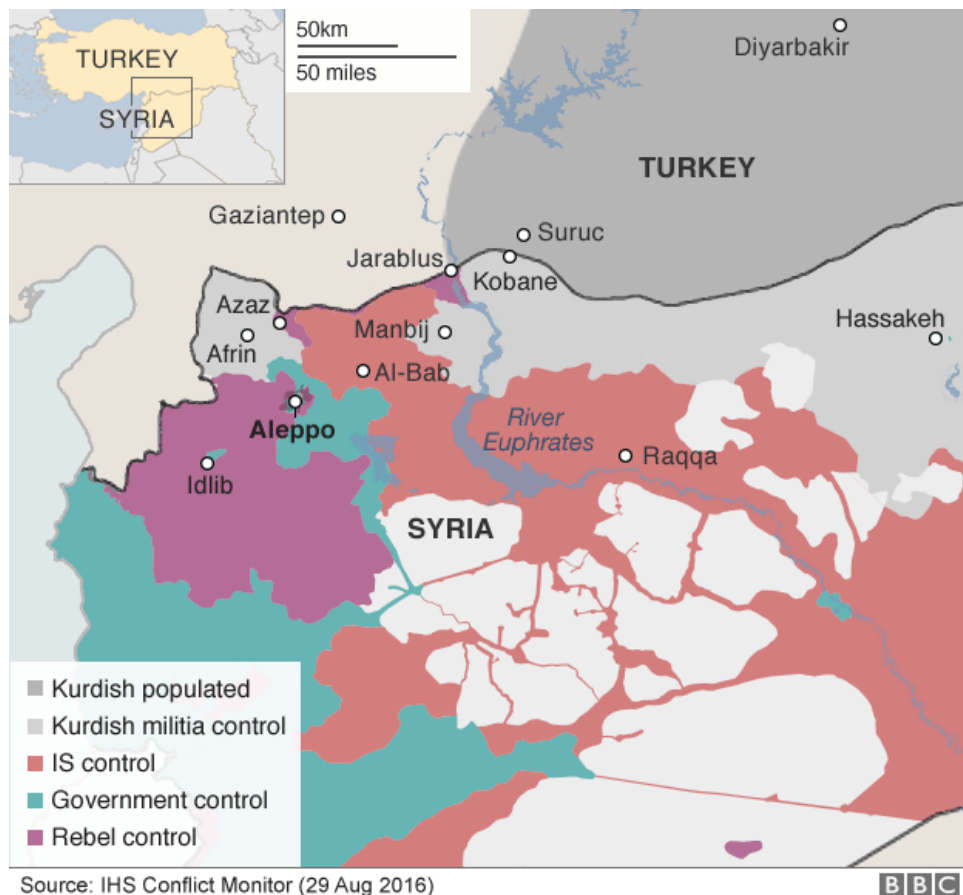 TURKEY
SYRIA
50km
50 miles
Diyarbakir
TURKEY
Gaziantep
Suruc
Jarablus
Kobane
Azaz
Hassakeh
Manbij
Afrin
Al-Bab
River
Euphrates
Aleppo
Raqqa
Idlib
SYRIA
Kurdish populated
Kurdish militia control
IS control
Government control
Rebel control
Source: IHS Conflict Monitor (29 Aug 2016)
BBC